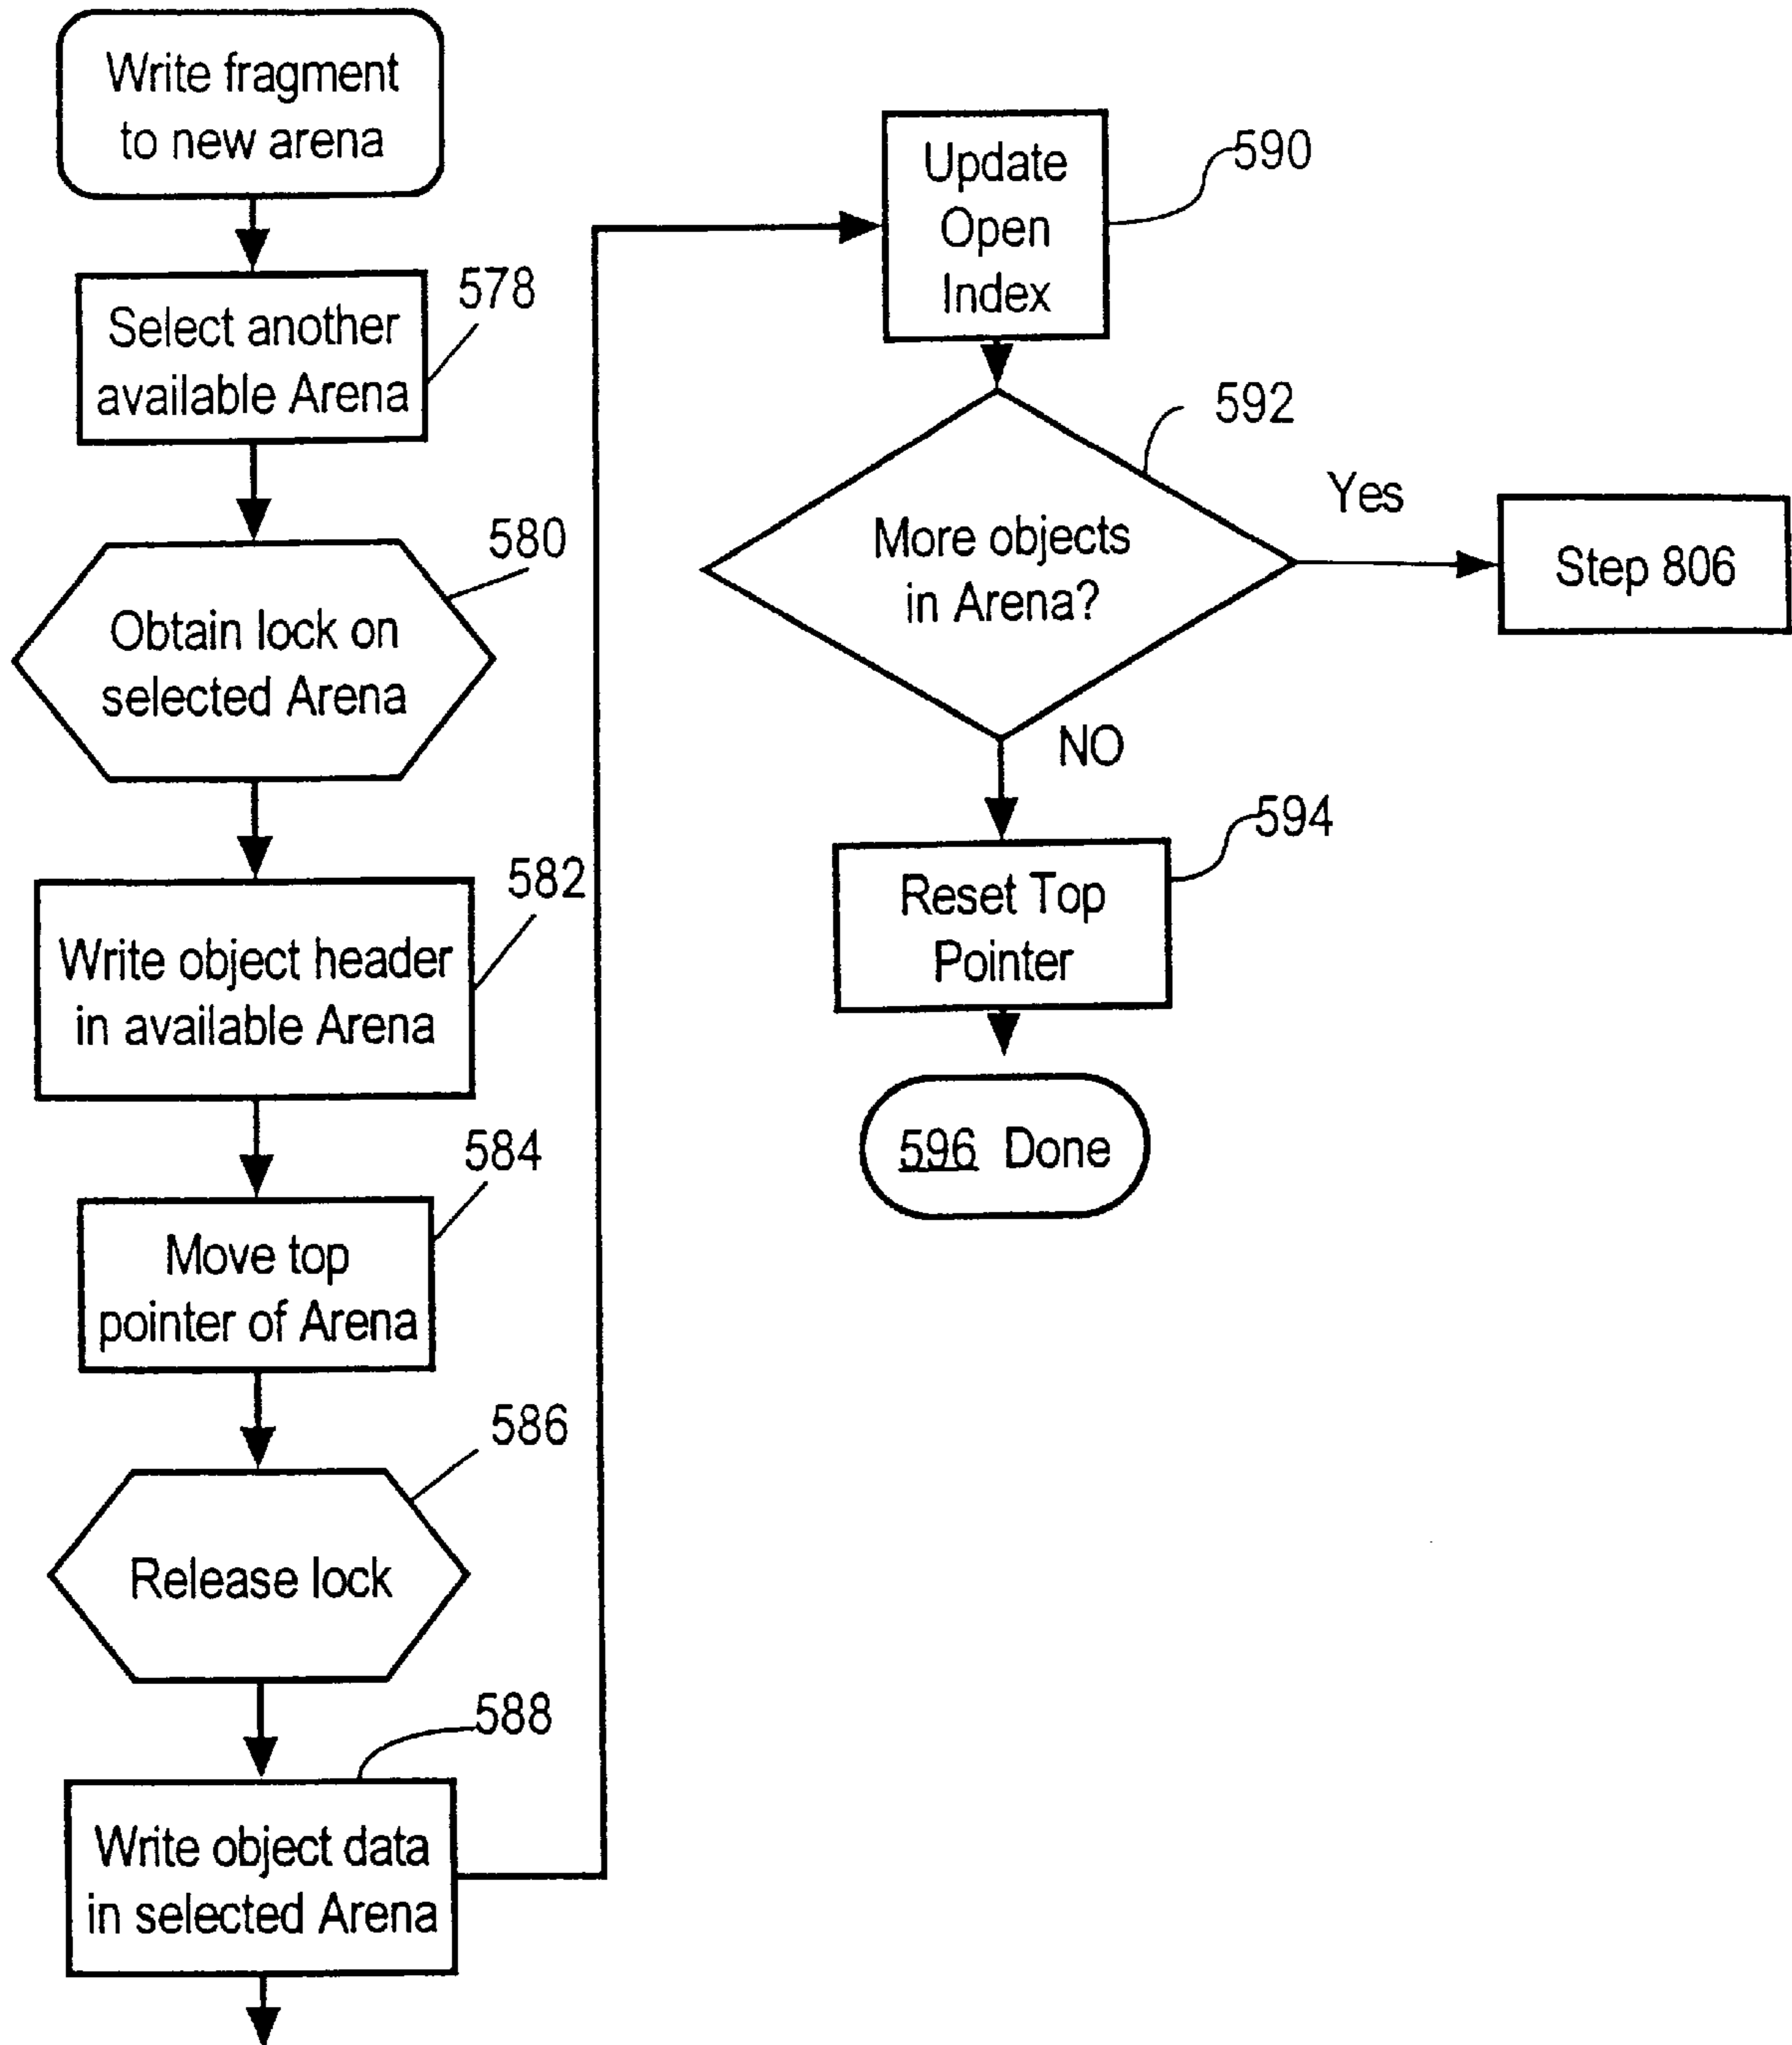 Write fragment
to new arena
578
Select another
available Arena
580
Obtain lock on
selected Arena
582
Write object header
in available Arena
584
Move top
pointer of Arena
586
Release lock
588
Write object data
in selected Arena
590
Update
Open
Index
592
More objects
in Arena?
Yes
Step 806
NO
594
Reset Top
Pointer
596 Done